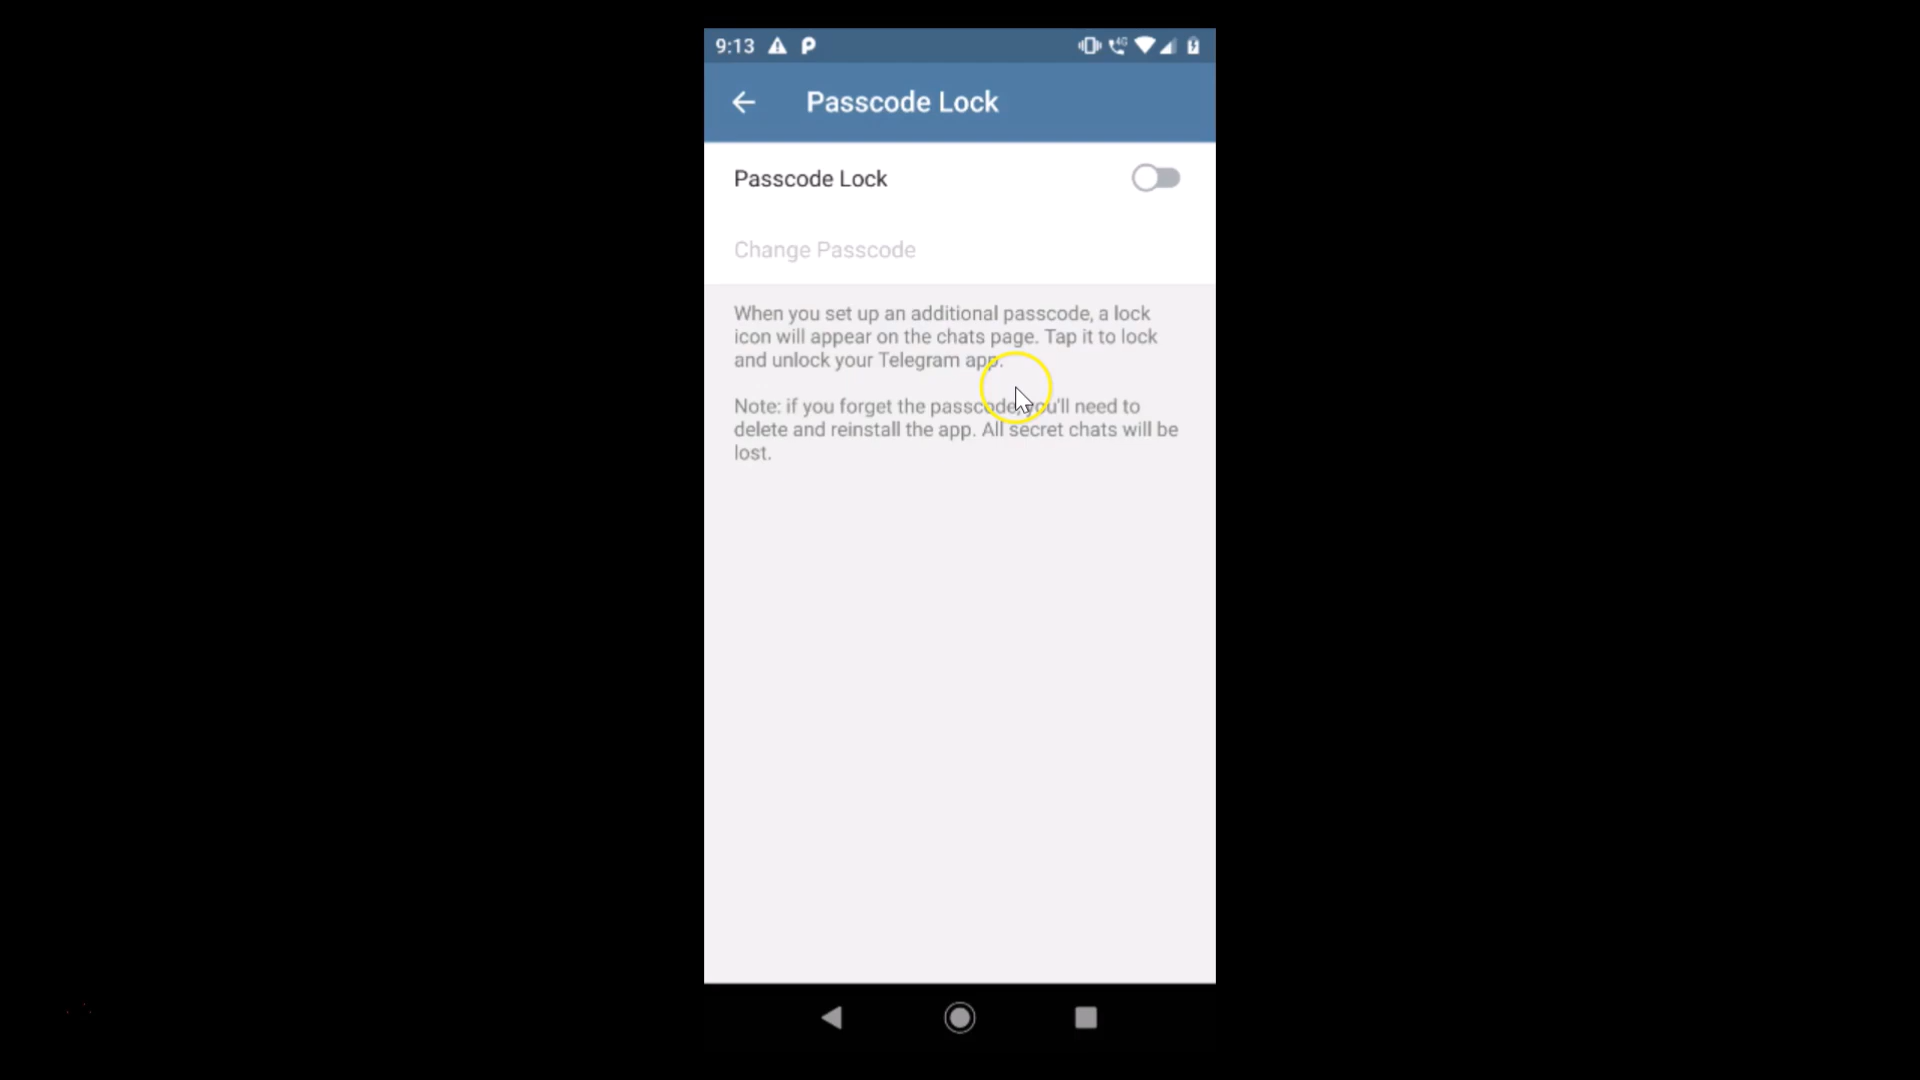 9:13
4G
Passcode Lock
Passcode Lock
Change Passcode
When you set up an additional passcode, a lock
icon will appear on the chats page. Tap it to lock
and unlock your Telegram app.
Note: if you forget the passcode, you'll need to
delete and reinstall the app. All secret chats will be
lost.